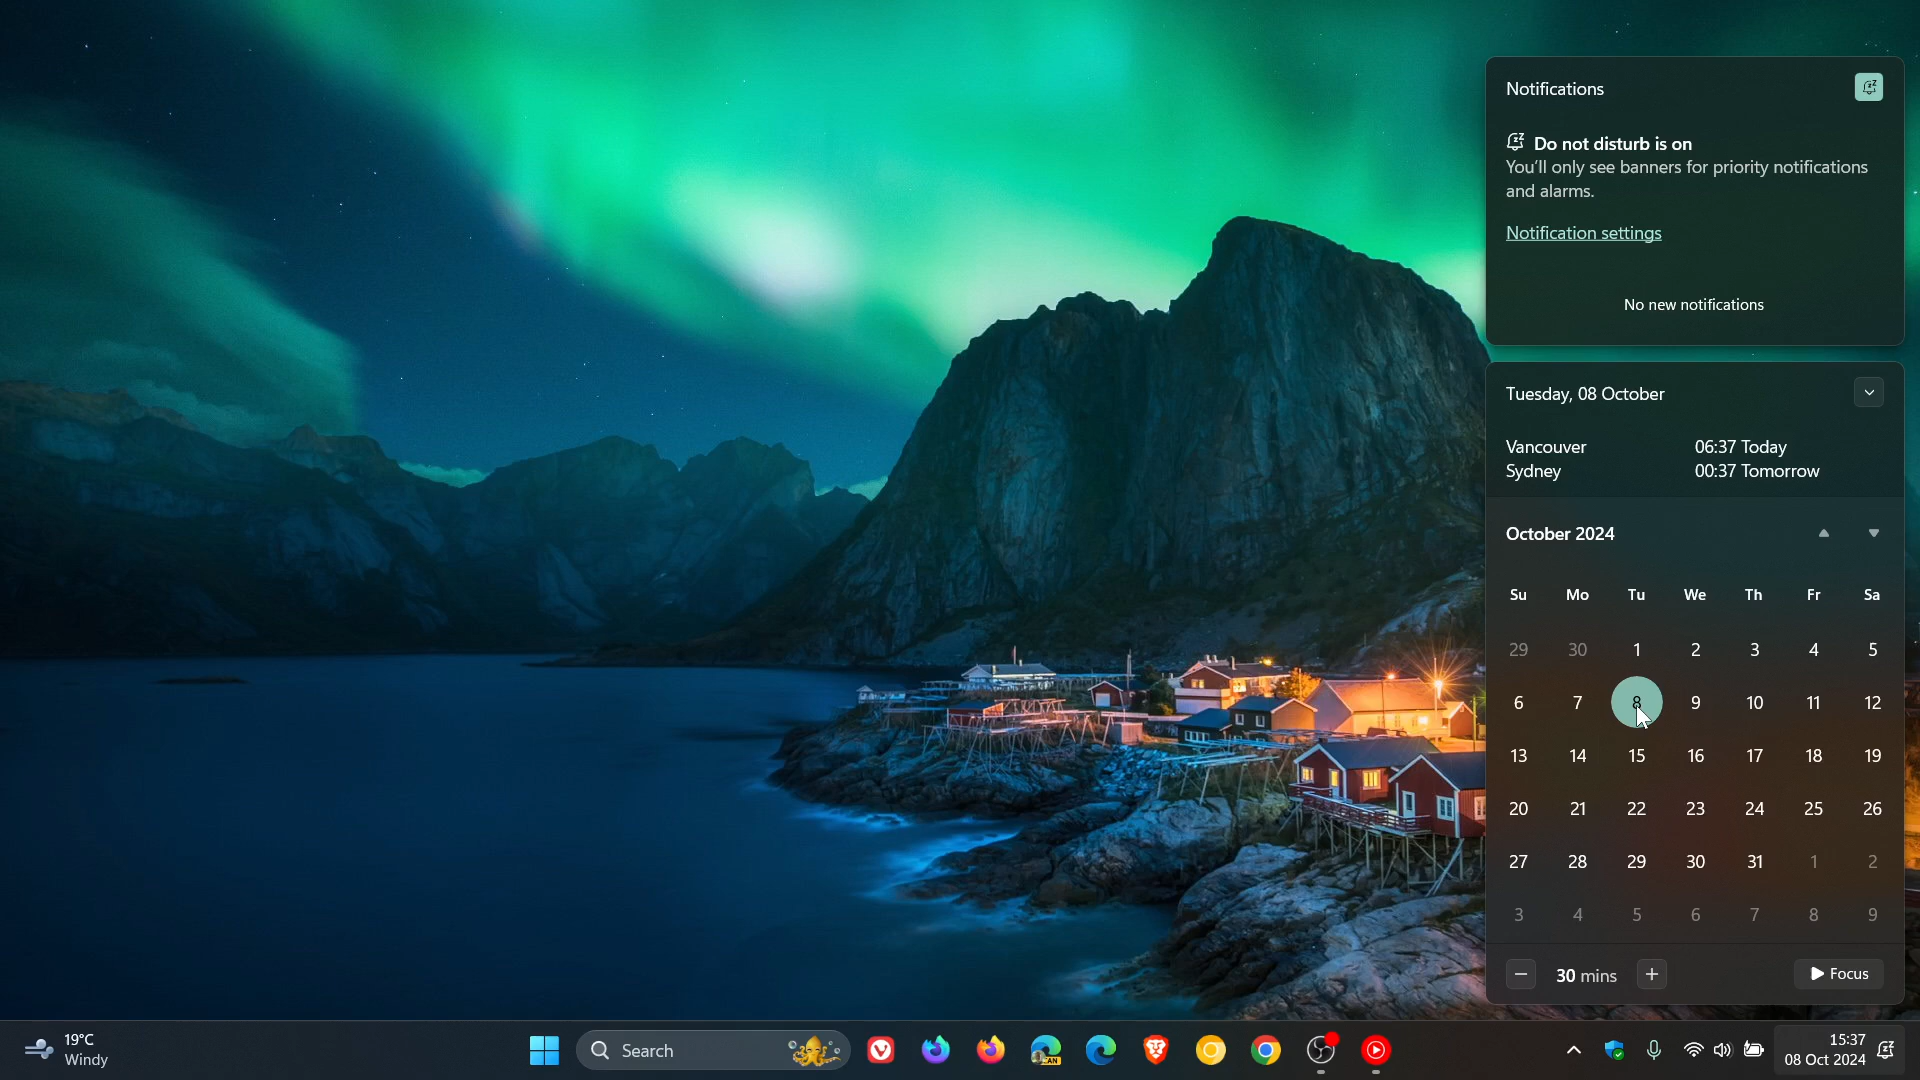 Notifications
Do not disturb is on
You'll only see banners for priority notifications
and alarms.
Notification settings
No new notifications
Tuesday, 08 October
Vancouver 06:37 Today
Sydney 00:37 Tomorrow
October 2024
Su Mo Tu We Th Fr Sa
29 30 1 2 3 4 5
6 7 8 9 10 11 12
13 14 15 16 17 18 19
20 21 22 23 24 25 26
27 28 29 30 31 1 2
3 4 5 6 7 8 9
30 mins Focus
19°C
Windy
Search
CAN
15:37
08 Oct 2024